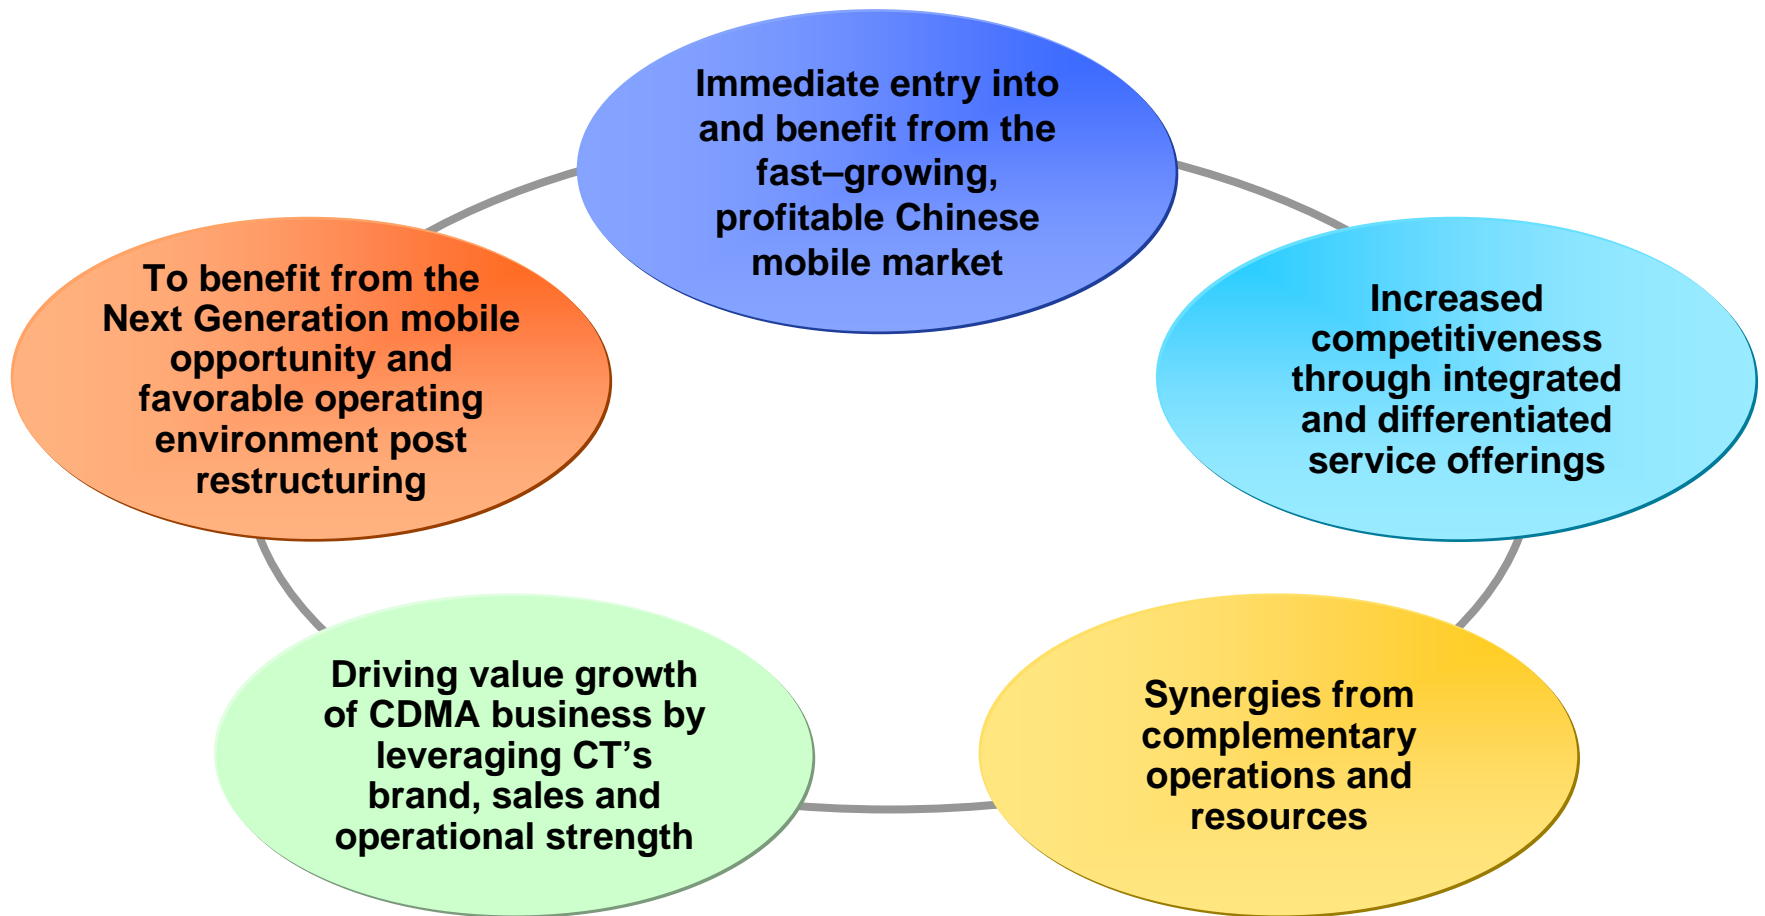 Immediate entry into
and benefit from the
fast–growing,
profitable Chinese
mobile market
To benefit from the
Next Generation mobile
opportunity and
favorable operating
environment post
restructuring
Increased
competitiveness
through integrated
and differentiated
service offerings
Driving value growth
of CDMA business by
leveraging CT’s
brand, sales and
operational strength
Synergies from
complementary
operations and
resources